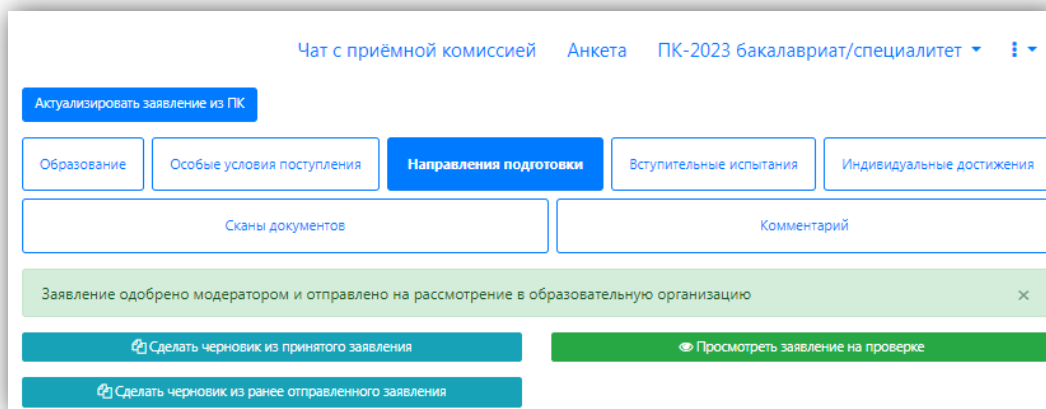 Чат с приёмной комиссией Анкета ПК-2023 бакалавриат/специалитет
Актуализировать заявление из ПК
Образование Особые условия поступления Направления подготовки Вступительные испытания Индивидуальные достижения
Сканы документов Комментарий
Заявление одобрено модератором и отправлено на рассмотрение в образовательную организацию ×
Сделать черновик из принятого заявления Просмотреть заявление на проверке
Сделать черновик из ранее отправленного заявления